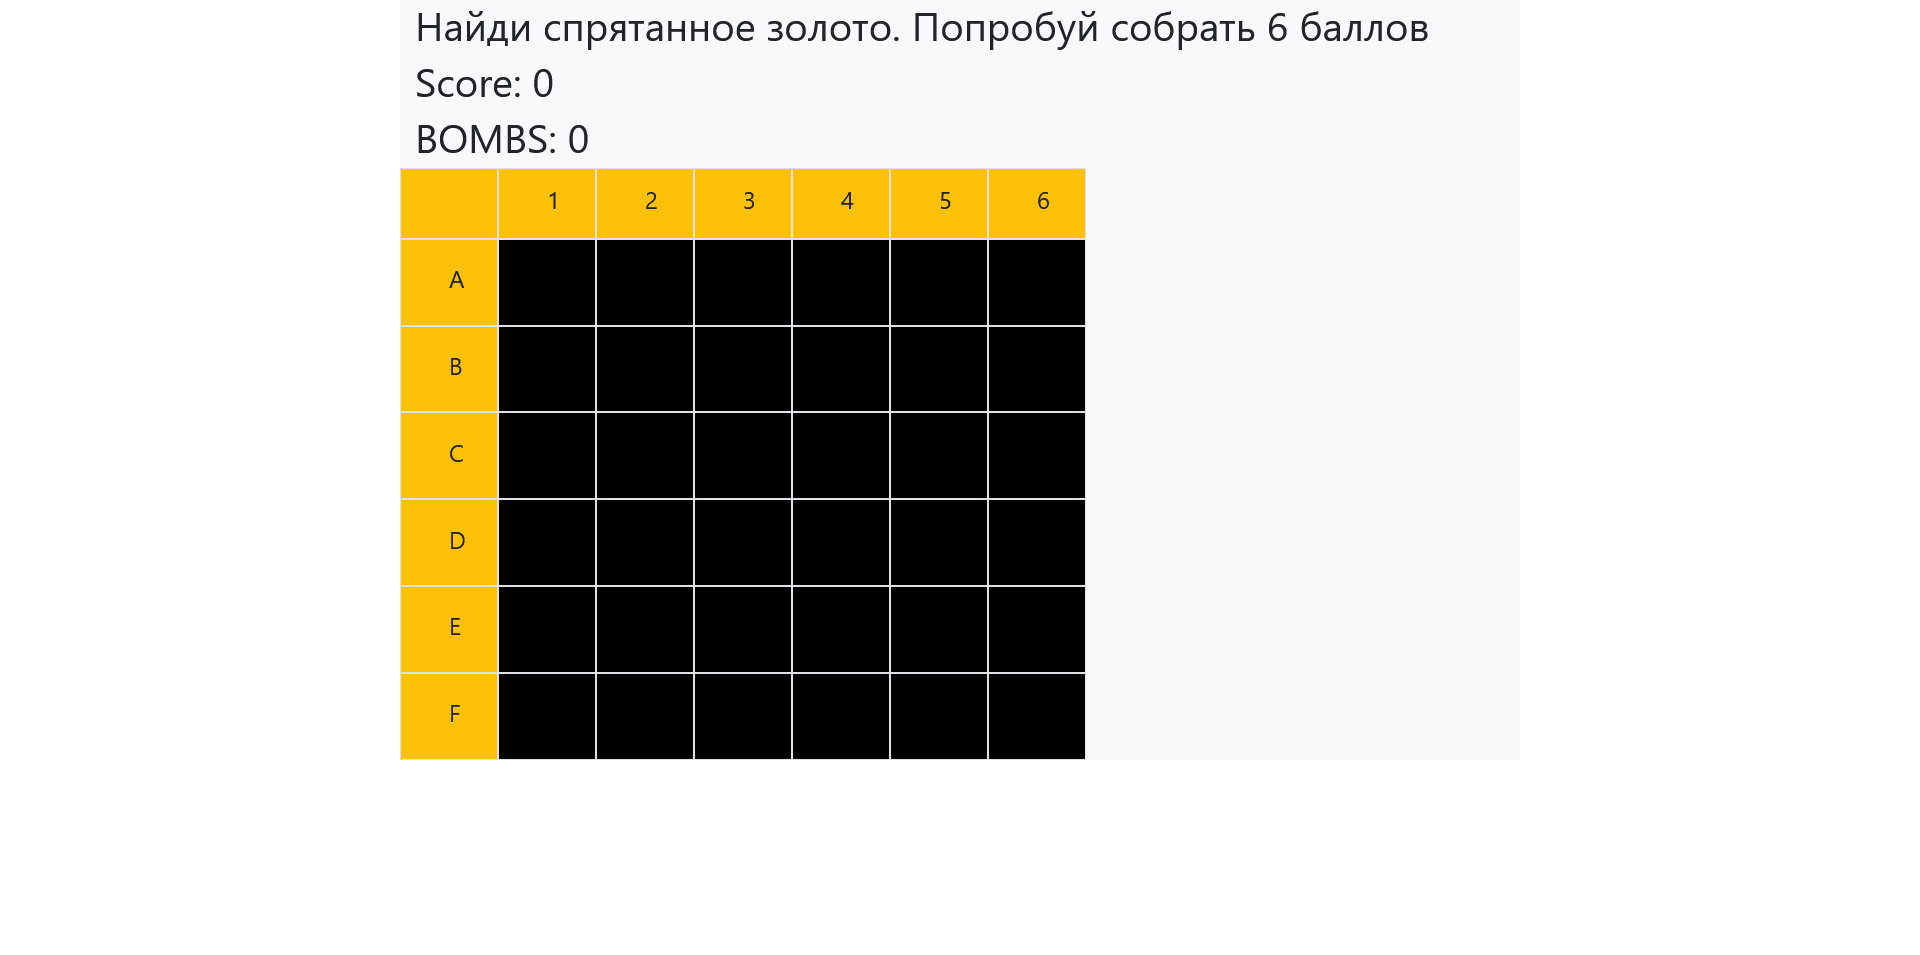 Найди спрятанное золото. Попробуй собрать 6 баллов
Score: 0
BOMBS: 0
1 2 3 4 5 6
A
B
C
D
E
F